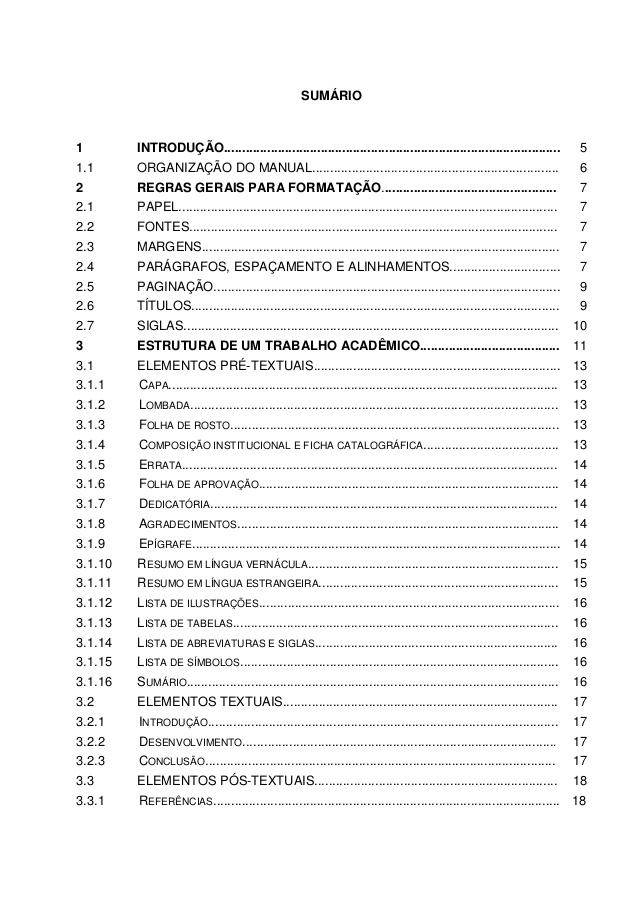 SUMÁRIO
1 INTRODUÇÃO............................................................................................. 5
1.1 ORGANIZAÇÃO DO MANUAL.................................................................... 6
2 REGRAS GERAIS PARA FORMATAÇÃO................................................. 7
2.1 PAPEL......................................................................................................... 7
2.2 FONTES...................................................................................................... 7
2.3 MARGENS................................................................................................... 7
2.4 PARÁGRAFOS, ESPAÇAMENTO E ALINHAMENTOS............................... 7
2.5 PAGINAÇÃO................................................................................................ 9
2.6 TÍTULOS...................................................................................................... 9
2.7 SIGLAS........................................................................................................ 10
3 ESTRUTURA DE UM TRABALHO ACADÊMICO....................................... 11
3.1 ELEMENTOS PRÉ-TEXTUAIS.................................................................... 13
3.1.1 CAPA............................................................................................................ 13
3.1.2 LOMBADA...................................................................................................... 13
3.1.3 FOLHA DE ROSTO........................................................................................... 13
3.1.4 COMPOSIÇÃO INSTITUCIONAL E FICHA CATALOGRÁFICA...................................... 13
3.1.5 ERRATA........................................................................................................ 14
3.1.6 FOLHA DE APROVAÇÃO................................................................................... 14
3.1.7 DEDICATÓRIA................................................................................................ 14
3.1.8 AGRADECIMENTOS......................................................................................... 14
3.1.9 EPÍGRAFE...................................................................................................... 14
3.1.10 RESUMO EM LÍNGUA VERNÁCULA...................................................................... 15
3.1.11 RESUMO EM LÍNGUA ESTRANGEIRA................................................................... 15
3.1.12 LISTA DE ILUSTRAÇÕES................................................................................... 16
3.1.13 LISTA DE TABELAS.......................................................................................... 16
3.1.14 LISTA DE ABREVIATURAS E SIGLAS.................................................................... 16
3.1.15 LISTA DE SÍMBOLOS........................................................................................ 16
3.1.16 SUMÁRIO....................................................................................................... 16
3.2 ELEMENTOS TEXTUAIS............................................................................ 17
3.2.1 INTRODUÇÃO................................................................................................. 17
3.2.2 DESENVOLVIMENTO....................................................................................... 17
3.2.3 CONCLUSÃO.................................................................................................. 17
3.3 ELEMENTOS PÓS-TEXTUAIS.................................................................... 18
3.3.1 REFERÊNCIAS................................................................................................ 18